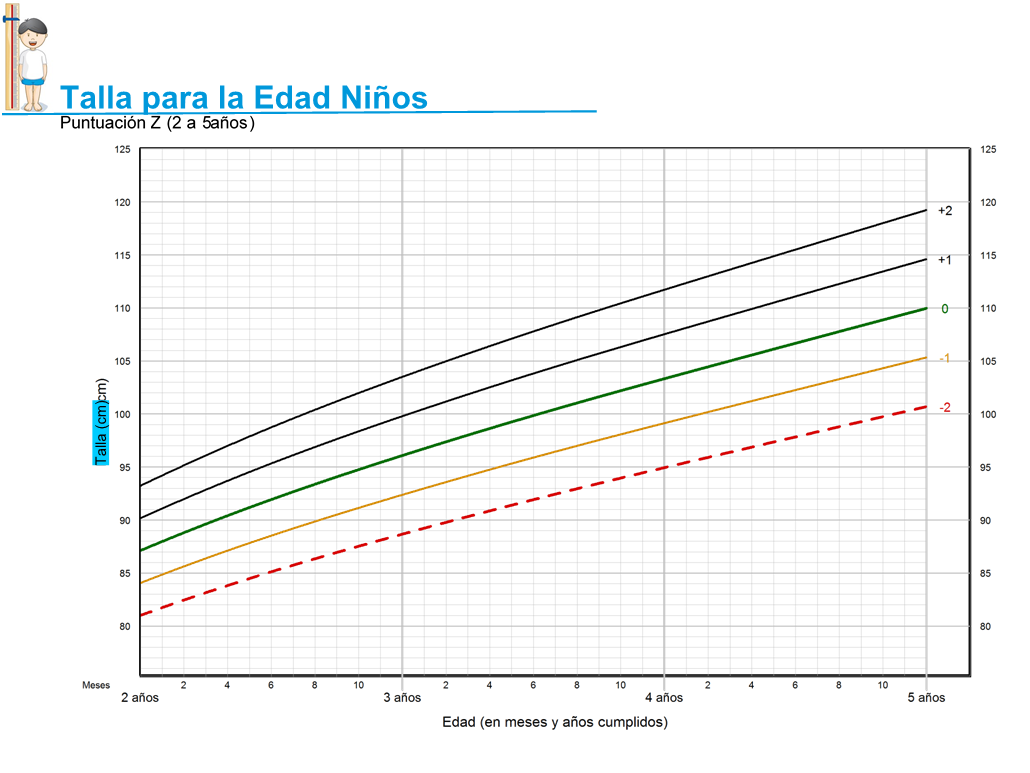 Talla para la Edad Niños
Puntuación Z (2 a 5años)
125 125
120 120
+2
115 115
+1
110 0 110
105 -1 105
Talla (cm)cm)
100 -2 100
95 95
90 90
85 85
80 80
Meses 2 4 6 8 10 2 4 6 8 10 2 4 6 8 10
2 años 3 años 4 años 5 años
Edad (en meses y años cumplidos)